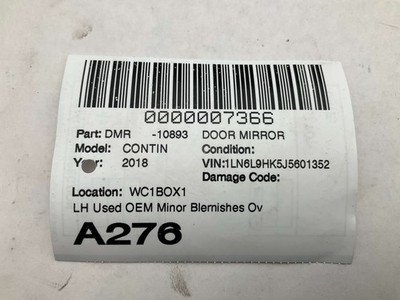 0000007366
Part: DMR -10893 DOOR MIRROR
Model: CONTIN Condition:
Year: 2018 VIN:1LN6L9HK5J5601352
Damage Code:
Location: WC1BOX1
LH Used OEM Minor Blemishes Ov
A276